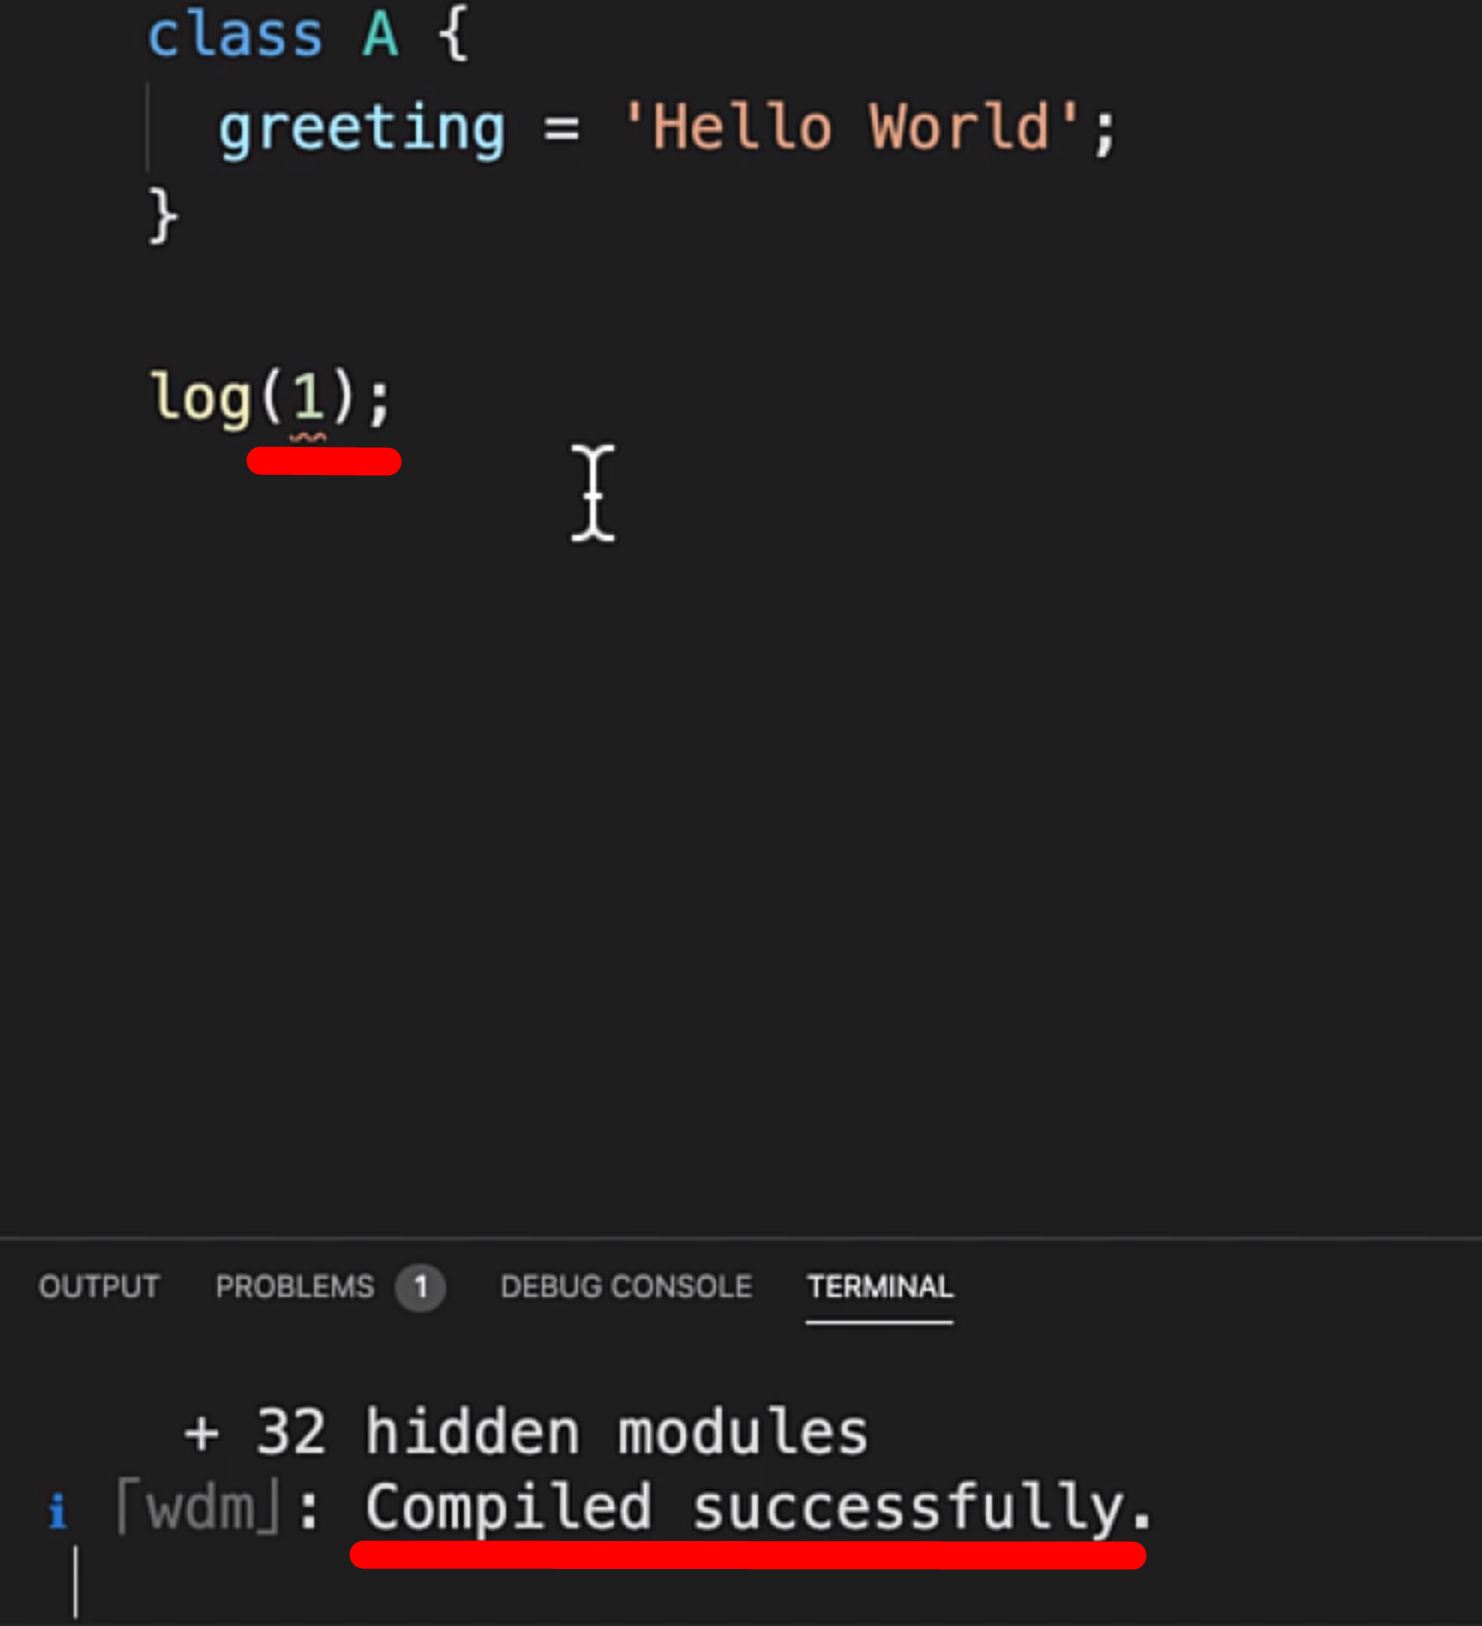 class A {
greeting = 'Hello World';
}
log(1);
OUTPUT PROBLEMS 1 DEBUG CONSOLE TERMINAL
+ 32 hidden modules
i ｢wdm｣: Compiled successfully.